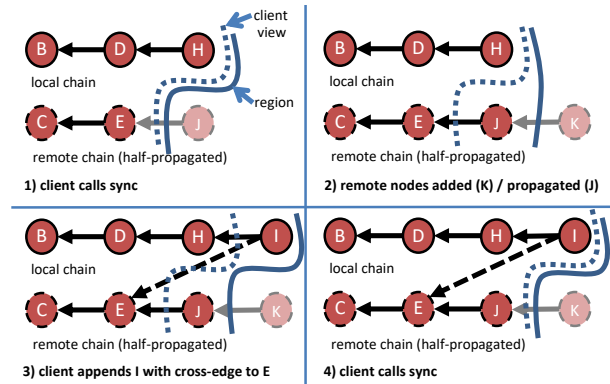 client
view
B D H
local chain
region
C E J
remote chain (half-propagated)
1) client calls sync
B D H
local chain
C E J K
remote chain (half-propagated)
2) remote nodes added (K) / propagated (J)
B D H I
local chain
C E J K
remote chain (half-propagated)
3) client appends I with cross-edge to E
B D H I
local chain
C E J K
remote chain (half-propagated)
4) client calls sync